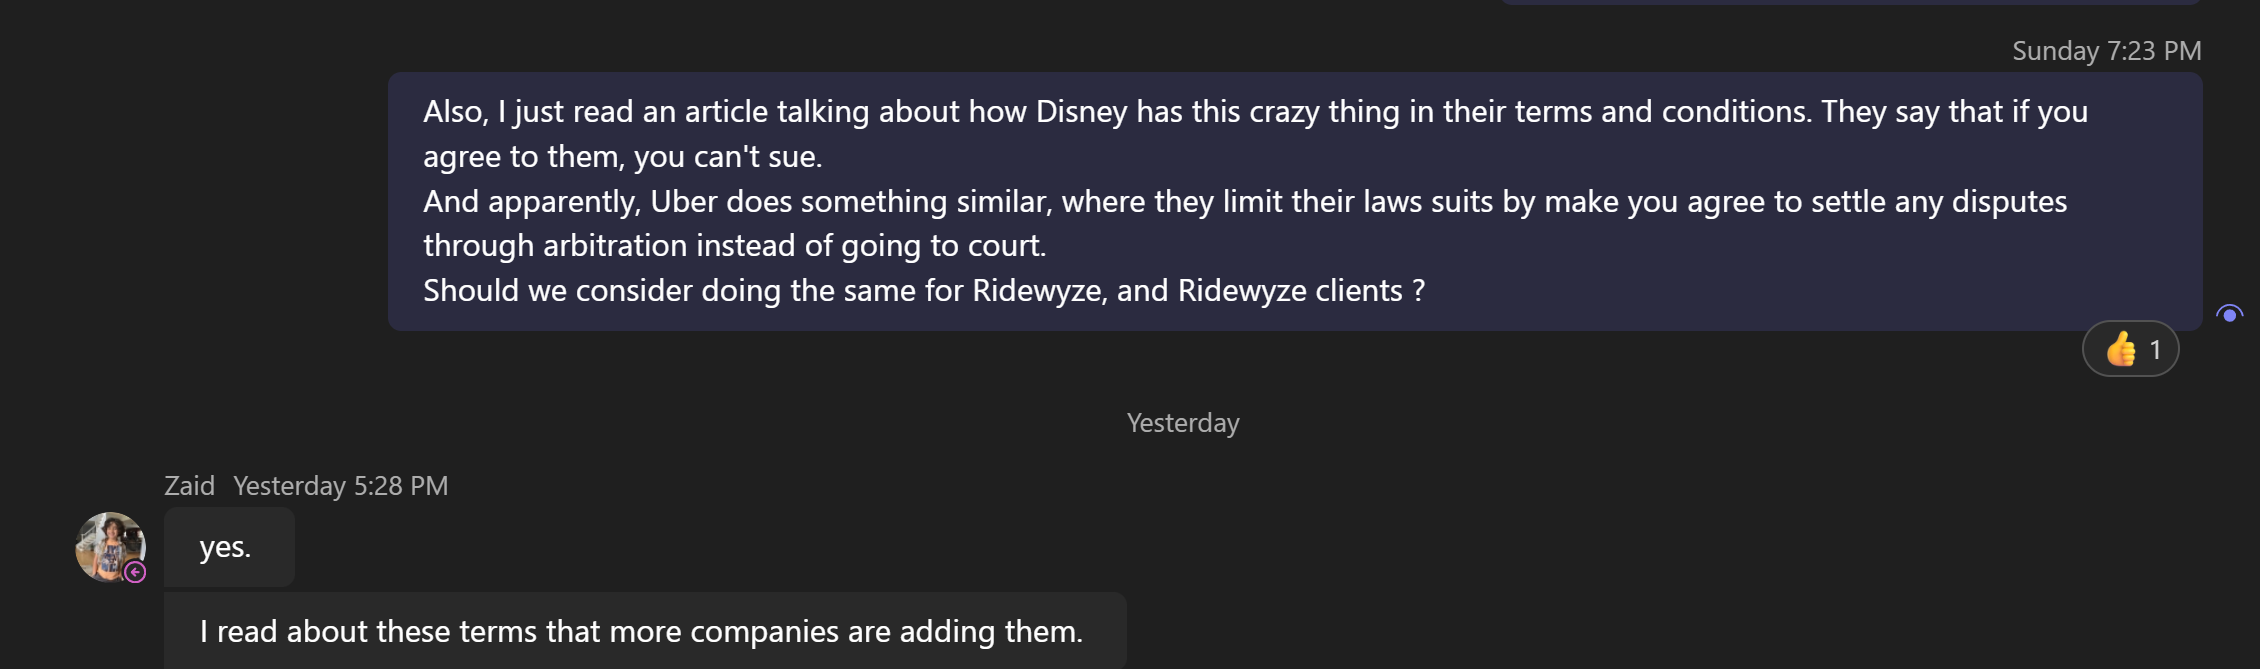 Sunday 7:23 PM
Also, I just read an article talking about how Disney has this crazy thing in their terms and conditions. They say that if you
agree to them, you can't sue.
And apparently, Uber does something similar, where they limit their laws suits by make you agree to settle any disputes
through arbitration instead of going to court.
Should we consider doing the same for Ridewyze, and Ridewyze clients ?
👍 1
Yesterday
Zaid Yesterday 5:28 PM
yes.
I read about these terms that more companies are adding them.